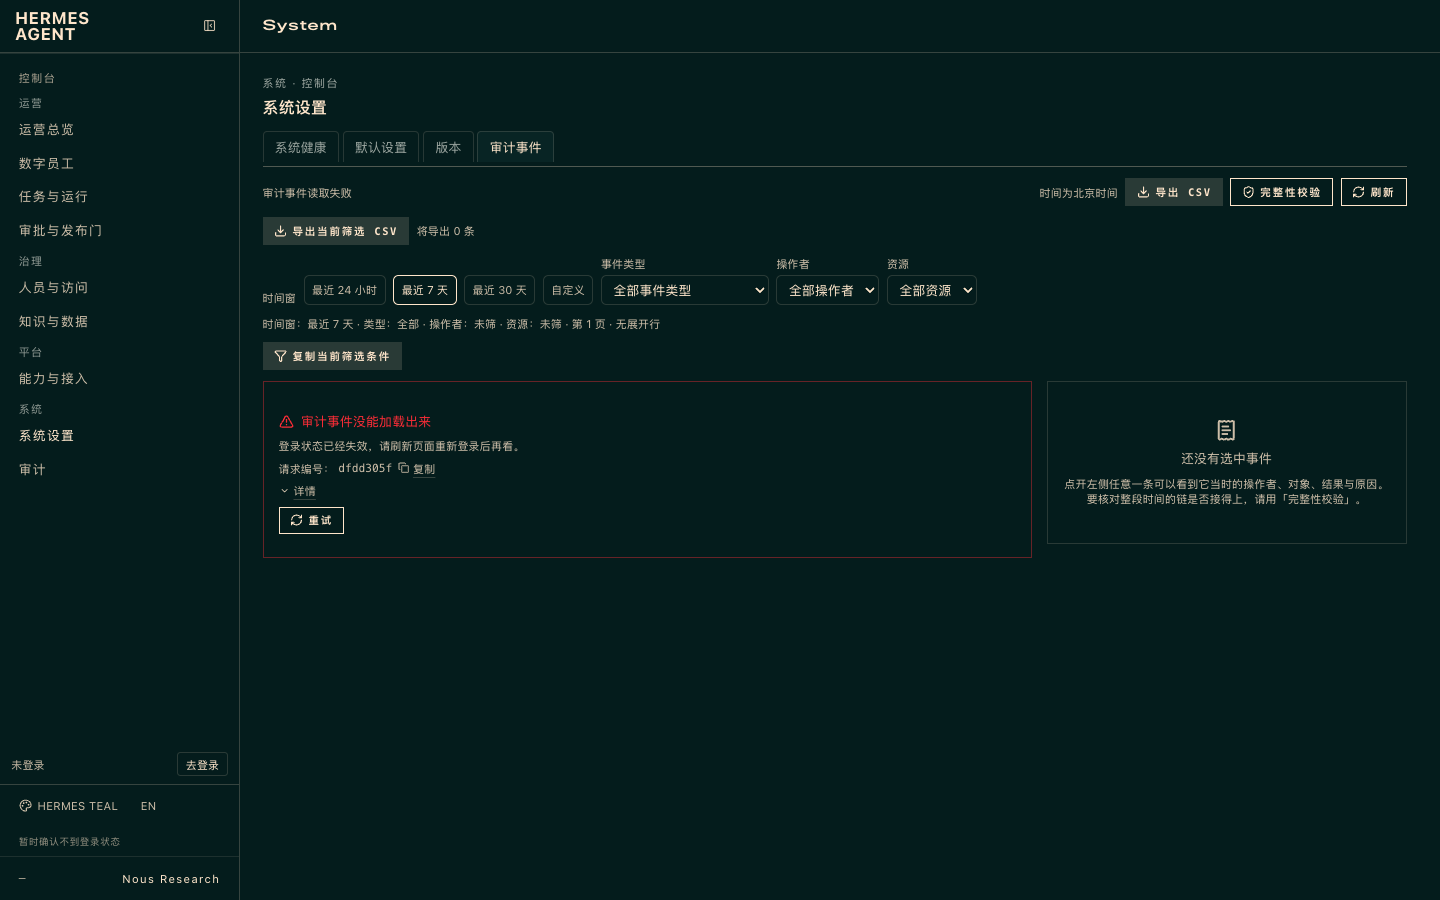 HERMES
AGENT
System
控制台
运营
运营总览
数字员工
任务与运行
审批与发布门
治理
人员与访问
知识与数据
平台
能力与接入
系统
系统设置
审计
未登录
去登录
HERMES TEAL EN
暂时确认不到登录状态
– Nous Research
系统 · 控制台
系统设置
系统健康 默认设置 版本 审计事件
审计事件读取失败
时间为北京时间 导出 CSV 完整性校验 刷新
导出当前筛选 CSV 将导出 0 条
事件类型 操作者 资源
时间窗 最近 24 小时 最近 7 天 最近 30 天 自定义 全部事件类型 全部操作者 全部资源
时间窗：最近 7 天 · 类型：全部 · 操作者：未筛 · 资源：未筛 · 第 1 页 · 无展开行
复制当前筛选条件
审计事件没能加载出来
登录状态已经失效，请刷新页面重新登录后再看。
请求编号： dfdd305f 复制
详情
重试
还没有选中事件
点开左侧任意一条可以看到它当时的操作者、对象、结果与原因。
要核对整段时间的链是否接得上，请用「完整性校验」。